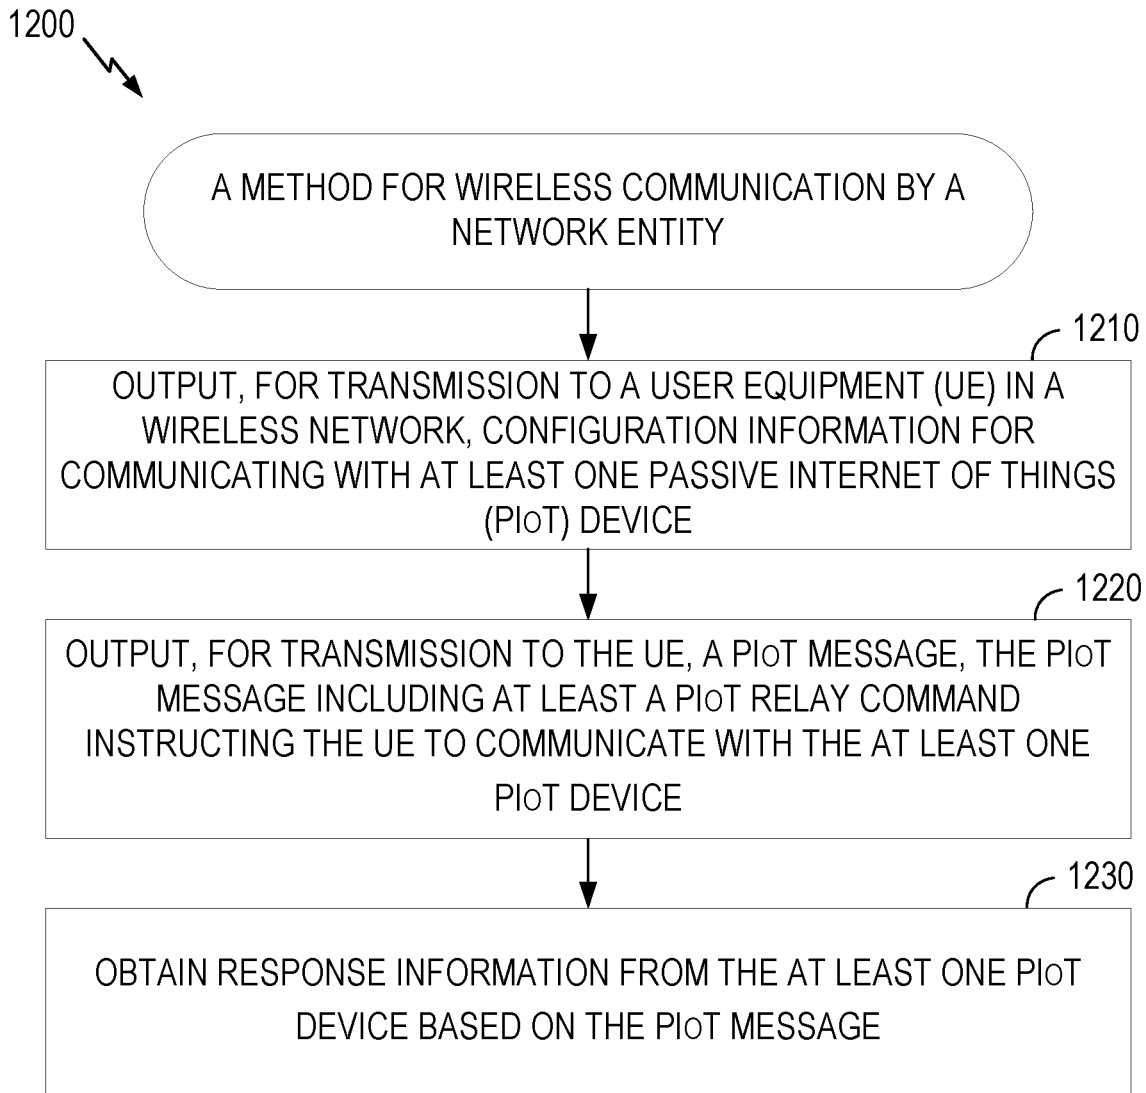 1200
A METHOD FOR WIRELESS COMMUNICATION BY A
NETWORK ENTITY
1210
OUTPUT, FOR TRANSMISSION TO A USER EQUIPMENT (UE) IN A
WIRELESS NETWORK, CONFIGURATION INFORMATION FOR
COMMUNICATING WITH AT LEAST ONE PASSIVE INTERNET OF THINGS
(PIoT) DEVICE
1220
OUTPUT, FOR TRANSMISSION TO THE UE, A PIoT MESSAGE, THE PIoT
MESSAGE INCLUDING AT LEAST A PIoT RELAY COMMAND
INSTRUCTING THE UE TO COMMUNICATE WITH THE AT LEAST ONE
PIoT DEVICE
1230
OBTAIN RESPONSE INFORMATION FROM THE AT LEAST ONE PIoT
DEVICE BASED ON THE PIoT MESSAGE